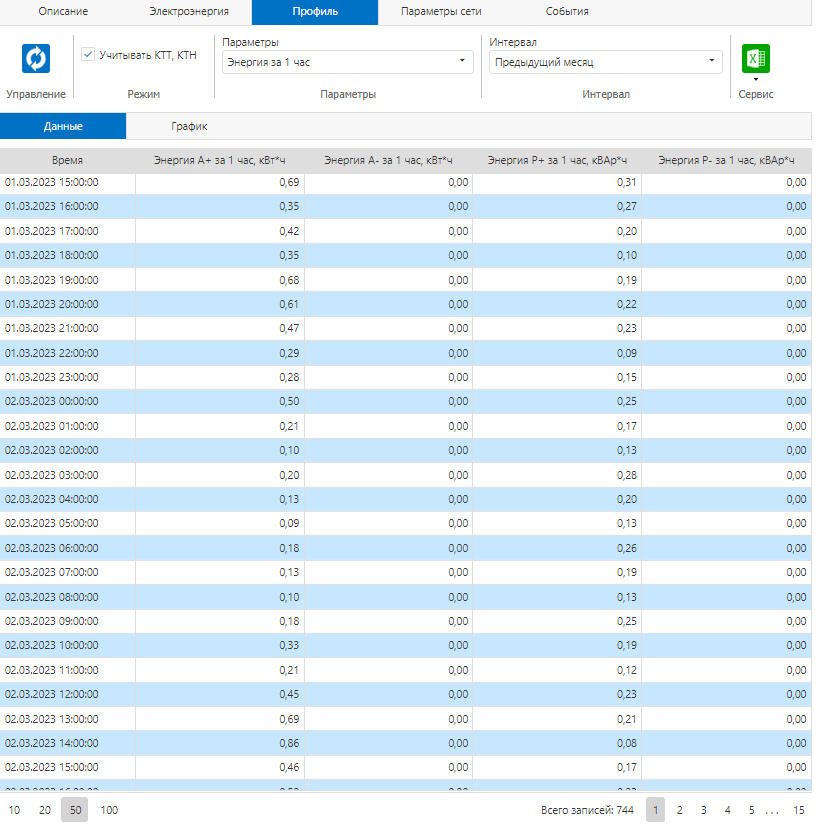 Описание Электроэнергия Профиль Параметры сети События
Учитывать КТТ, КТН
Параметры
Энергия за 1 час
Интервал
Предыдущий месяц
Управление Режим Параметры Интервал Сервис
Данные График
Время Энергия A+ за 1 час, кВт*ч Энергия A- за 1 час, кВт*ч Энергия P+ за 1 час, кВАр*ч Энергия P- за 1 час, кВАр*ч
01.03.2023 15:00:00 0,69 0,00 0,31 0,00
01.03.2023 16:00:00 0,35 0,00 0,27 0,00
01.03.2023 17:00:00 0,42 0,00 0,20 0,00
01.03.2023 18:00:00 0,35 0,00 0,10 0,00
01.03.2023 19:00:00 0,68 0,00 0,19 0,00
01.03.2023 20:00:00 0,61 0,00 0,22 0,00
01.03.2023 21:00:00 0,47 0,00 0,23 0,00
01.03.2023 22:00:00 0,29 0,00 0,09 0,00
01.03.2023 23:00:00 0,28 0,00 0,15 0,00
02.03.2023 00:00:00 0,50 0,00 0,25 0,00
02.03.2023 01:00:00 0,21 0,00 0,17 0,00
02.03.2023 02:00:00 0,10 0,00 0,13 0,00
02.03.2023 03:00:00 0,20 0,00 0,28 0,00
02.03.2023 04:00:00 0,13 0,00 0,20 0,00
02.03.2023 05:00:00 0,09 0,00 0,13 0,00
02.03.2023 06:00:00 0,18 0,00 0,26 0,00
02.03.2023 07:00:00 0,13 0,00 0,19 0,00
02.03.2023 08:00:00 0,10 0,00 0,13 0,00
02.03.2023 09:00:00 0,18 0,00 0,25 0,00
02.03.2023 10:00:00 0,33 0,00 0,19 0,00
02.03.2023 11:00:00 0,21 0,00 0,12 0,00
02.03.2023 12:00:00 0,45 0,00 0,23 0,00
02.03.2023 13:00:00 0,69 0,00 0,21 0,00
02.03.2023 14:00:00 0,86 0,00 0,08 0,00
02.03.2023 15:00:00 0,46 0,00 0,17 0,00
10 20 50 100 Всего записей: 744 1 2 3 4 5 ... 15